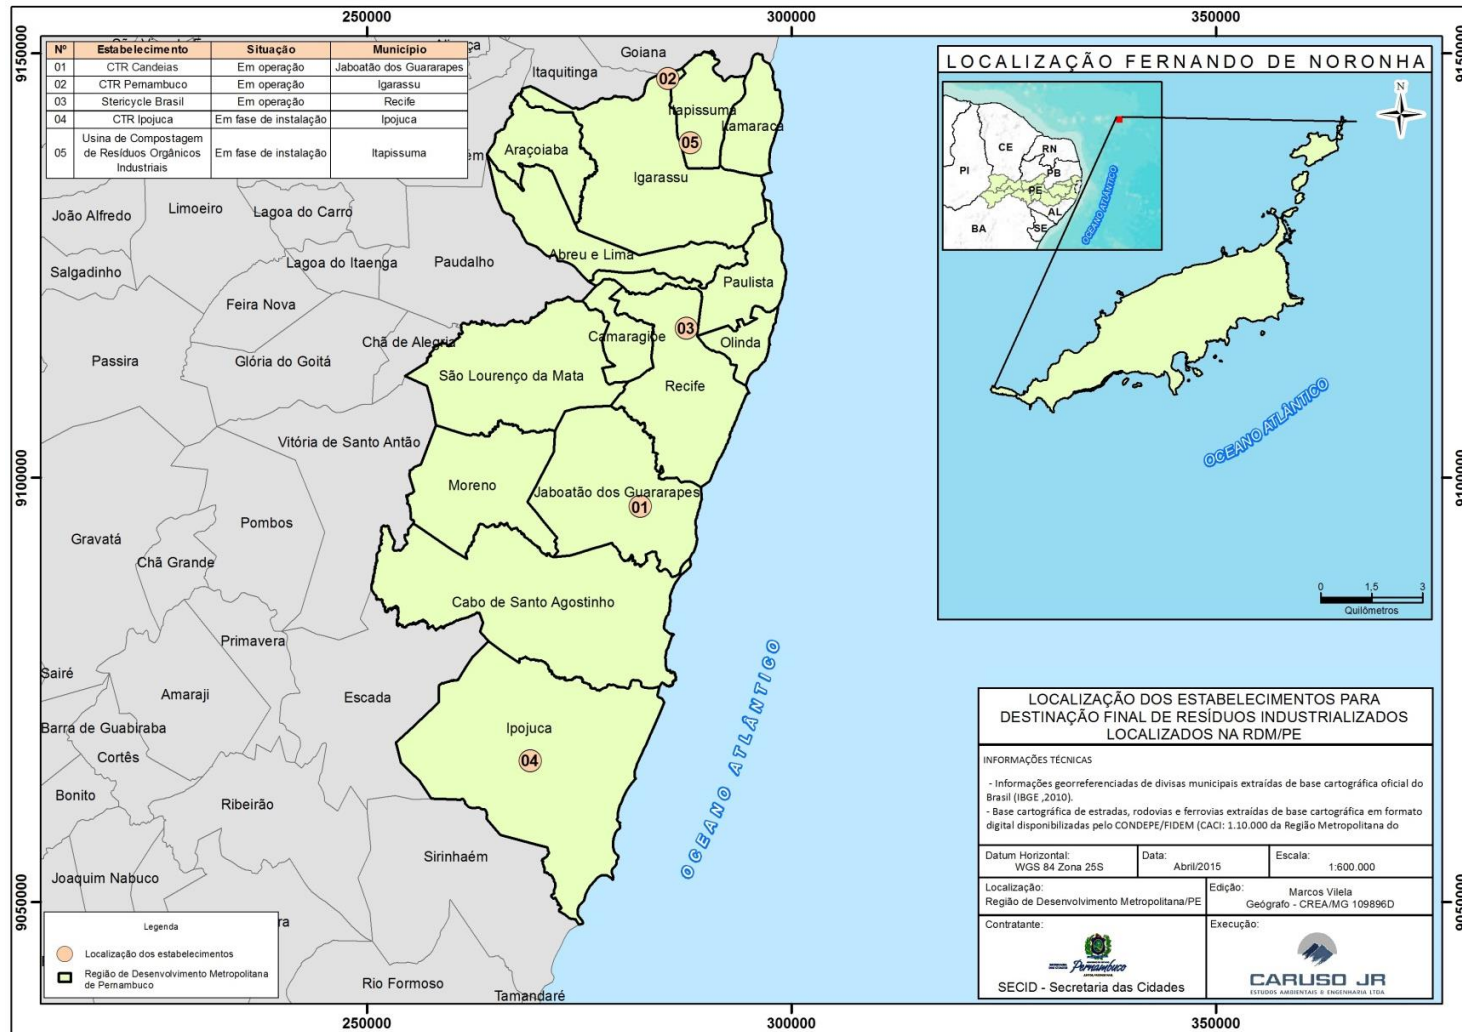 250000
300000
350000
9150000
9150000
Nº Estabelecimento Situação Município
01 CTR Candeias Em operação Jaboatão dos Guararapes
02 CTR Pernambuco Em operação Igarassu
03 Stericycle Brasil Em operação Recife
04 CTR Ipojuca Em fase de instalação Ipojuca
05 Usina de Compostagem
de Resíduos Orgânicos
Industriais Em fase de instalação Itapissuma
Goiana
Itaquitinga
02
Itapissuma
Itamaracá
05
Araçoiaba
Igarassu
João Alfredo
Limoeiro
Lagoa do Carro
Salgadinho
Lagoa do Itaenga
Paudalho
Abreu e Lima
Paulista
Feira Nova
03
Camaragibe
Olinda
Passira
Glória do Goitá
Chã de Alegria
São Lourenço da Mata
Recife
Vitória de Santo Antão
9100000
9100000
Moreno
Jaboatão dos Guararapes
01
Gravatá
Pombos
Chã Grande
Cabo de Santo Agostinho
Primavera
Sairé
Amaraji
Escada
Barra de Guabiraba
Cortês
Ipojuca
04
Bonito
Ribeirão
Sirinhaém
Joaquim Nabuco
9050000
9050000
Rio Formoso
Tamandaré
OCEANO ATLÂNTICO
Legenda
Localização dos estabelecimentos
Região de Desenvolvimento Metropolitana
de Pernambuco
250000
300000
350000
LOCALIZAÇÃO FERNANDO DE NORONHA
N
CE
RN
PI
PB
PE
AL
SE
BA
OCEANO ATLÂNTICO
OCEANO ATLÂNTICO
0 1,5 3
Quilômetros
LOCALIZAÇÃO DOS ESTABELECIMENTOS PARA
DESTINAÇÃO FINAL DE RESÍDUOS INDUSTRIALIZADOS
LOCALIZADOS NA RDM/PE
INFORMAÇÕES TÉCNICAS
- Informações georreferenciadas de divisas municipais extraídas de base cartográfica oficial do
Brasil (IBGE ,2010).
- Base cartográfica de estradas, rodovias e ferrovias extraídas de base cartográfica em formato
digital disponibilizadas pelo CONDEPE/FIDEM (CACI: 1.10.000 da Região Metropolitana do
Datum Horizontal:
WGS 84 Zona 25S
Data:
Abril/2015
Escala:
1:600.000
Localização:
Região de Desenvolvimento Metropolitana/PE
Edição:
Marcos Vilela
Geógrafo - CREA/MG 109896D
Contratante:
Pernambuco
SECID - Secretaria das Cidades
Execução:
CARUSO JR
ESTUDOS AMBIENTAIS & ENGENHARIA LTDA